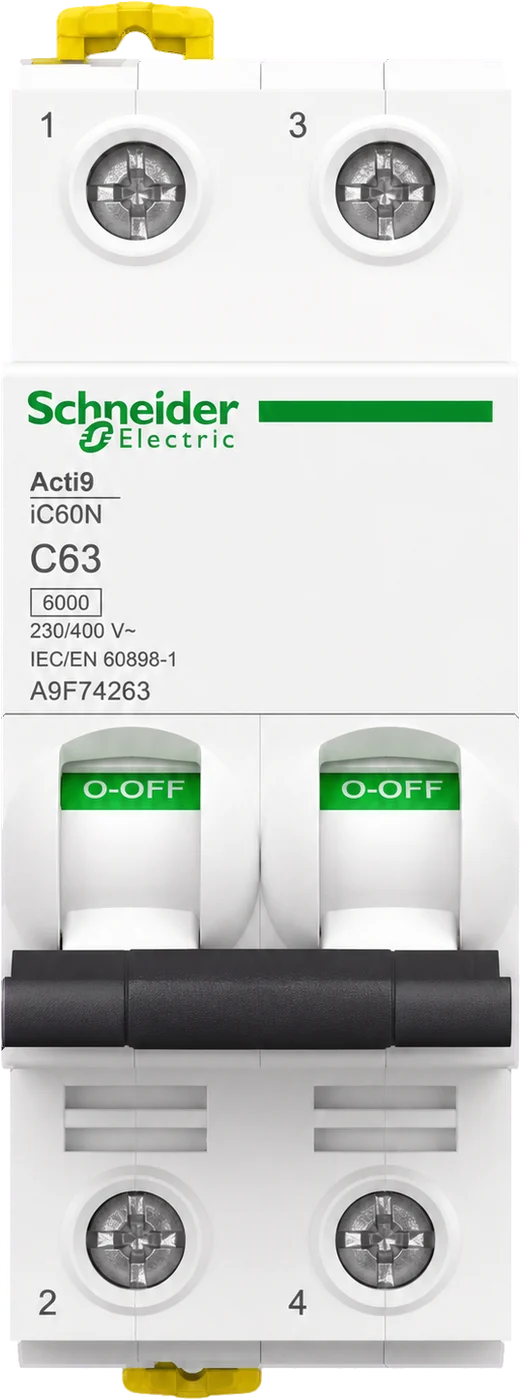 1 3
Schneider
Electric
Acti9
iC60N
C63
6000
230/400 V~
IEC/EN 60898-1
A9F74263
O-OFF O-OFF
2 4